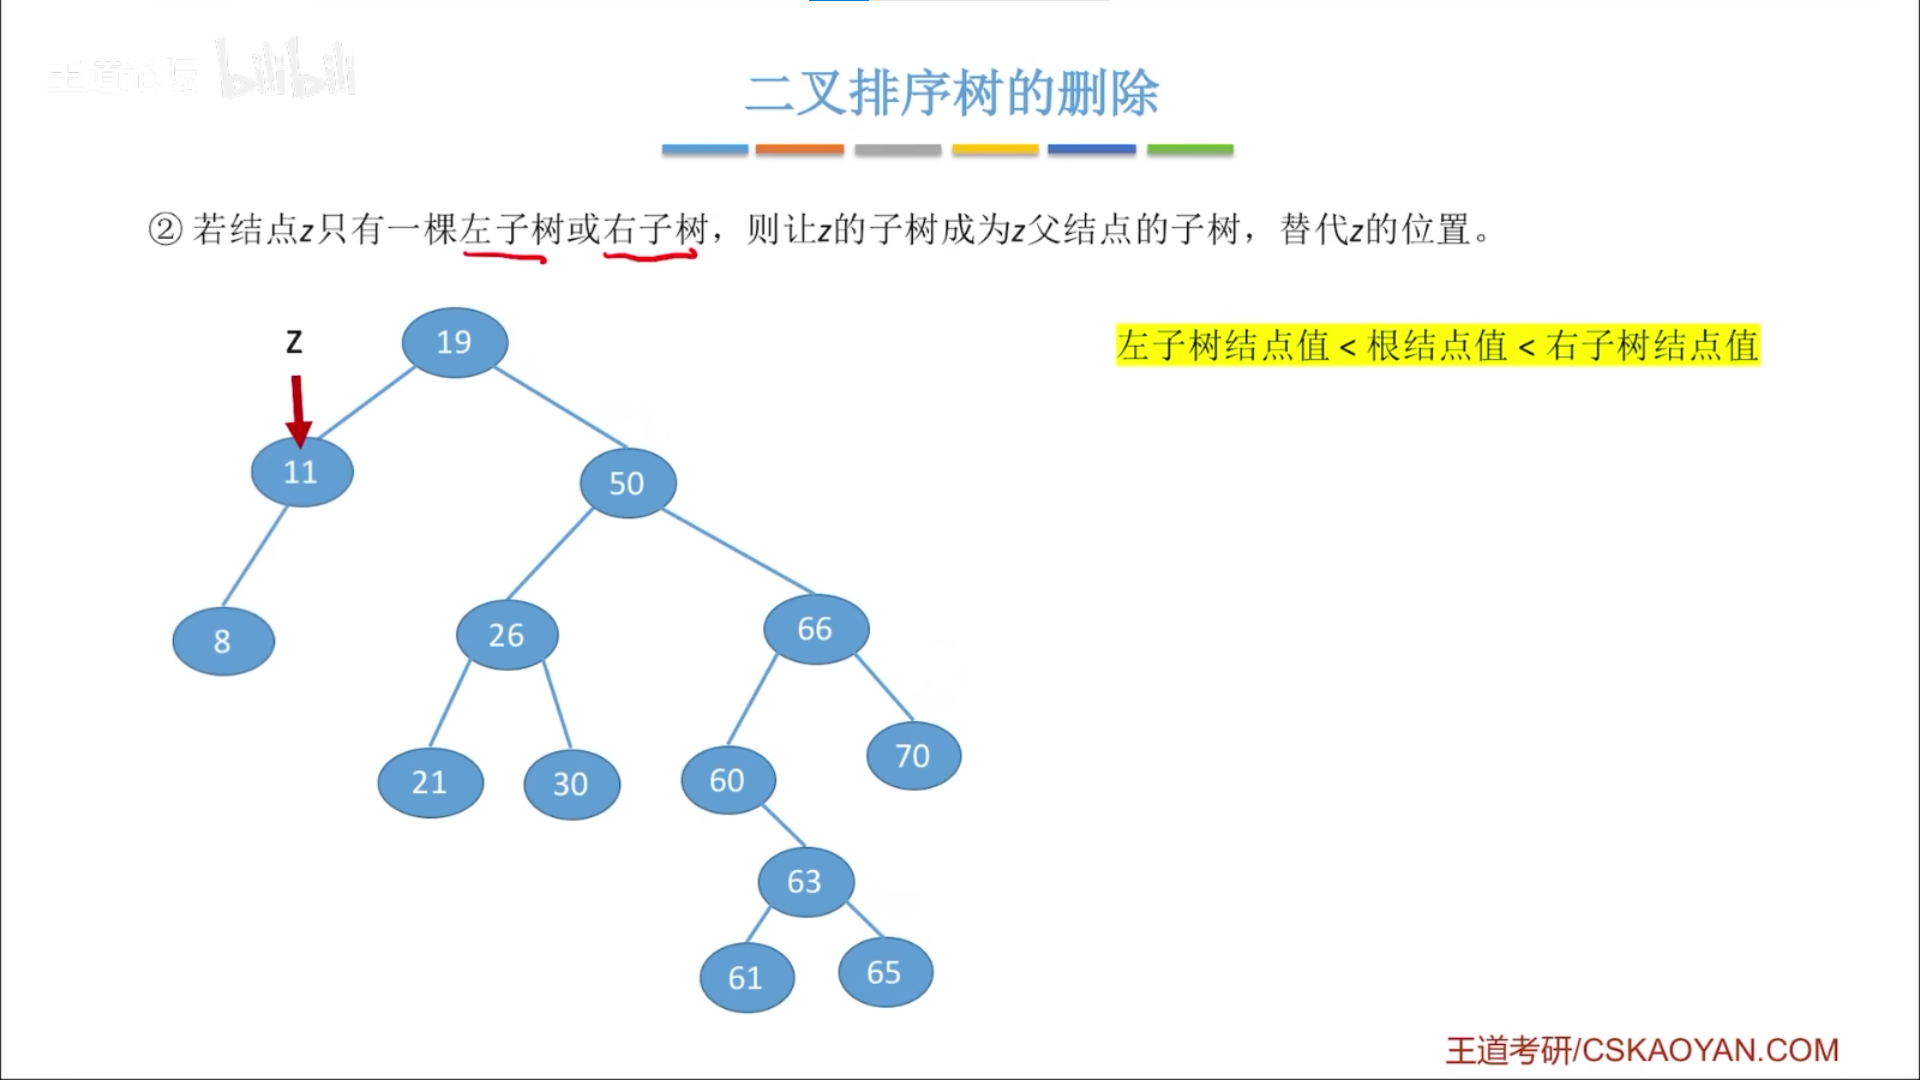 王道论坛 bilibili
二叉排序树的删除
② 若结点z只有一棵左子树或右子树，则让z的子树成为z父结点的子树，替代z的位置。
左子树结点值 < 根结点值 < 右子树结点值
Z
19
11
50
8
26
66
21
30
60
70
63
61
65
王道考研/CSKAOYAN.COM